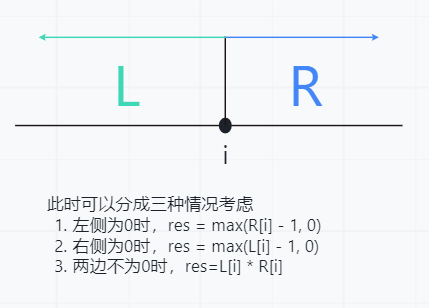 L R
i
此时可以分成三种情况考虑
1. 左侧为0时，res = max(R[i] - 1, 0)
2. 右侧为0时，res = max(L[i] - 1, 0)
3. 两边不为0时，res=L[i] * R[i]